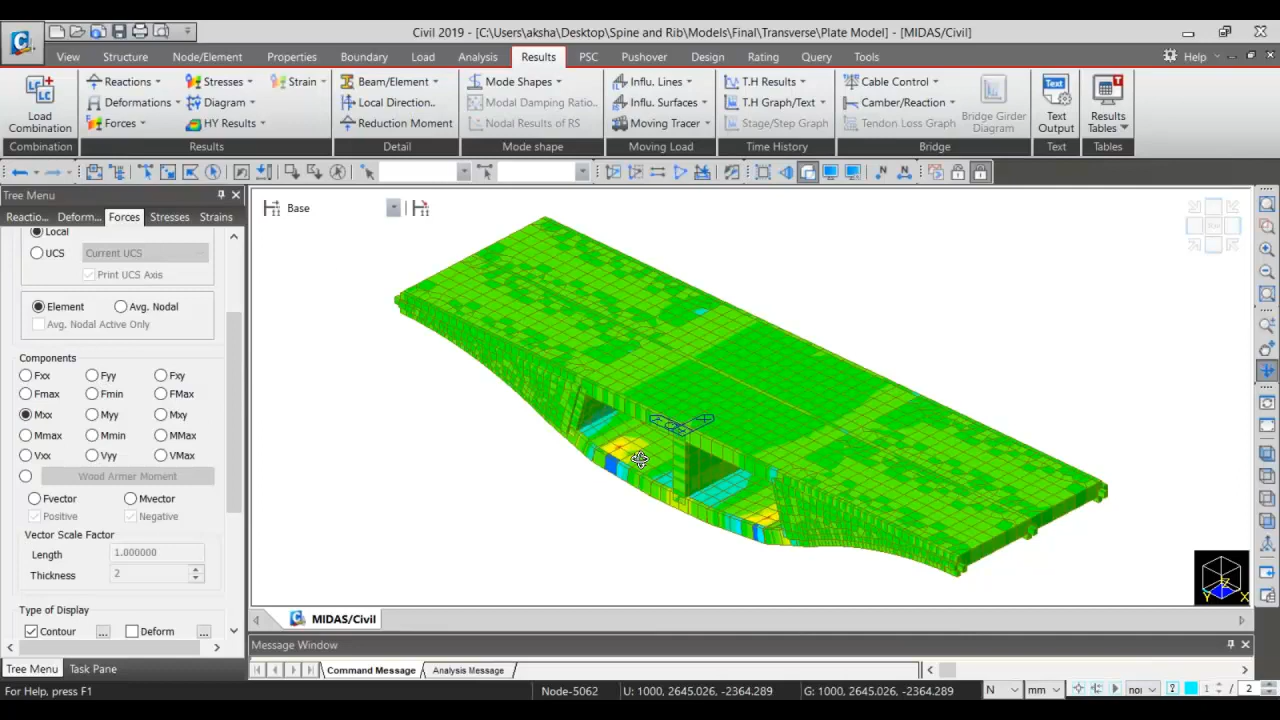 Civil 2019 - [C:\Users\aksha\Desktop\Spine and Rib\Models\Final\Transverse\Plate Model] - [MIDAS/Civil]
View Structure Node/Element Properties Boundary Load Analysis Results PSC Pushover Design Rating Query Tools Help
Load Combination
Reactions Stresses Strain
Deformations Diagram
Forces HY Results
Beam/Element
Local Direction..
Reduction Moment
Mode Shapes
Modal Damping Ratio..
Nodal Results of RS
Influ. Lines
Influ. Surfaces
Moving Tracer
T.H Results
T.H Graph/Text
Stage/Step Graph
Cable Control
Camber/Reaction
Tendon Loss Graph
Bridge Girder Diagram
Text Output
Results Tables
Combination Results Detail Mode shape Moving Load Time History Bridge Text Tables
Tree Menu
Reactio... Deform... Forces Stresses Strains
Local
UCS Current UCS
Print UCS Axis
Element Avg. Nodal
Avg. Nodal Active Only
Components
Fxx Fyy Fxy
Fmax Fmin FMax
Mxx Myy Mxy
Mmax Mmin MMax
Vxx Vyy VMax
Wood Armer Moment
Fvector Mvector
Positive Negative
Vector Scale Factor
Length 1.000000
Thickness 2
Type of Display
Contour ... Deform ...
Tree Menu Task Pane
Base
Z
Y X
MIDAS/Civil
Message Window
Command Message Analysis Message
For Help, press F1 Node-5062 U: 1000, 2645.026, -2364.289 G: 1000, 2645.026, -2364.289 N mm nor 1 / 2